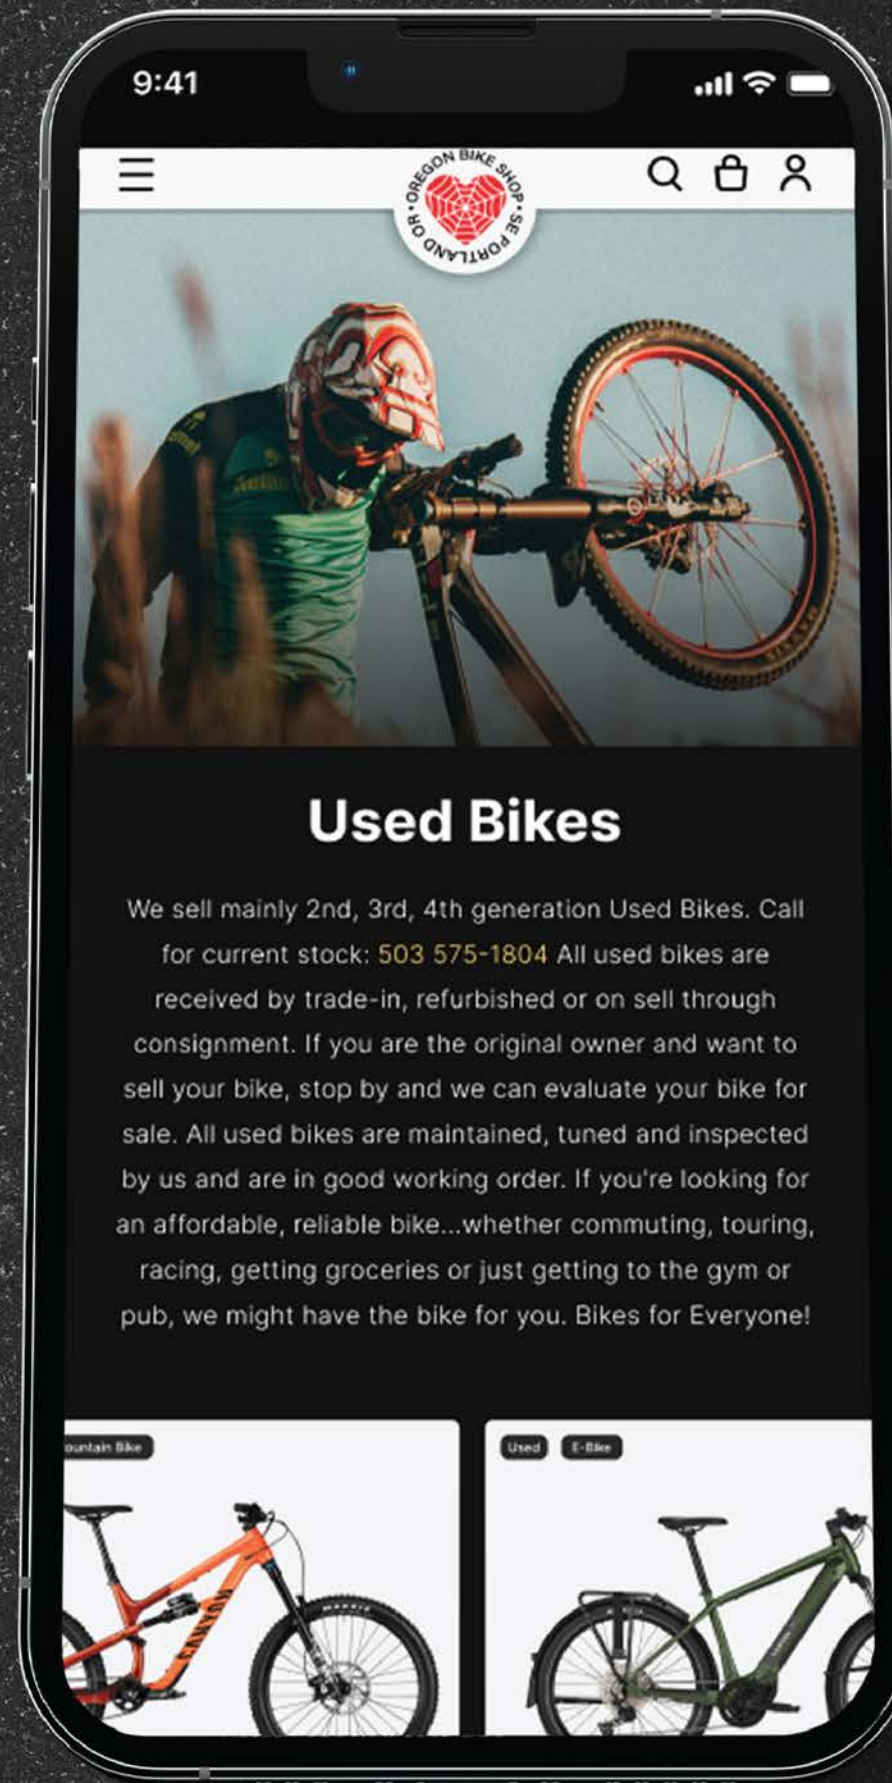 9:41
OREGON BIKE SHOP • SE PORTLAND OR •
Used Bikes
We sell mainly 2nd, 3rd, 4th generation Used Bikes. Call
for current stock: 503 575-1804 All used bikes are
received by trade-in, refurbished or on sell through
consignment. If you are the original owner and want to
sell your bike, stop by and we can evaluate your bike for
sale. All used bikes are maintained, tuned and inspected
by us and are in good working order. If you're looking for
an affordable, reliable bike...whether commuting, touring,
racing, getting groceries or just getting to the gym or
pub, we might have the bike for you. Bikes for Everyone!
ountain Bike
Used E-Bike
CANYON